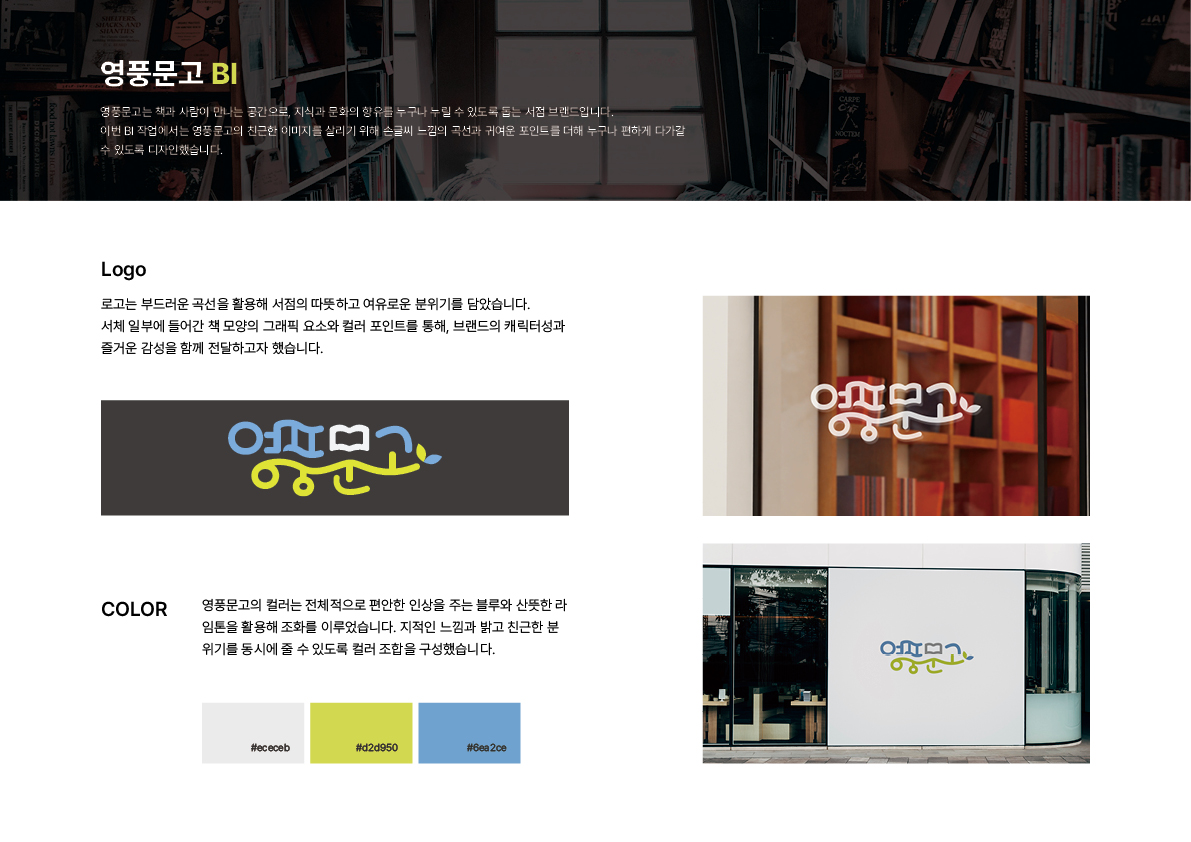 SHELTERS,
SHACKS, AND
SHANTIES
영풍문고 BI
영풍문고는 책과 사람이 만나는 공간으로, 지식과 문화의 향유를 누구나 누릴 수 있도록 돕는 서점 브랜드입니다.
이번 BI 작업에서는 영풍문고의 친근한 이미지를 살리기 위해 손글씨 느낌의 곡선과 귀여운 포인트를 더해 누구나 편하게 다가갈
수 있도록 디자인했습니다.
CARPE
NOCTEM
Logo
로고는 부드러운 곡선을 활용해 서점의 따뜻하고 여유로운 분위기를 담았습니다.
서체 일부에 들어간 책 모양의 그래픽 요소와 컬러 포인트를 통해, 브랜드의 캐릭터성과
즐거운 감성을 함께 전달하고자 했습니다.
영풍문고
영풍문고
COLOR
영풍문고의 컬러는 전체적으로 편안한 인상을 주는 블루와 산뜻한 라
임톤을 활용해 조화를 이루었습니다. 지적인 느낌과 밝고 친근한 분
위기를 동시에 줄 수 있도록 컬러 조합을 구성했습니다.
#ececeb
#d2d950
#6ea2ce
영풍문고